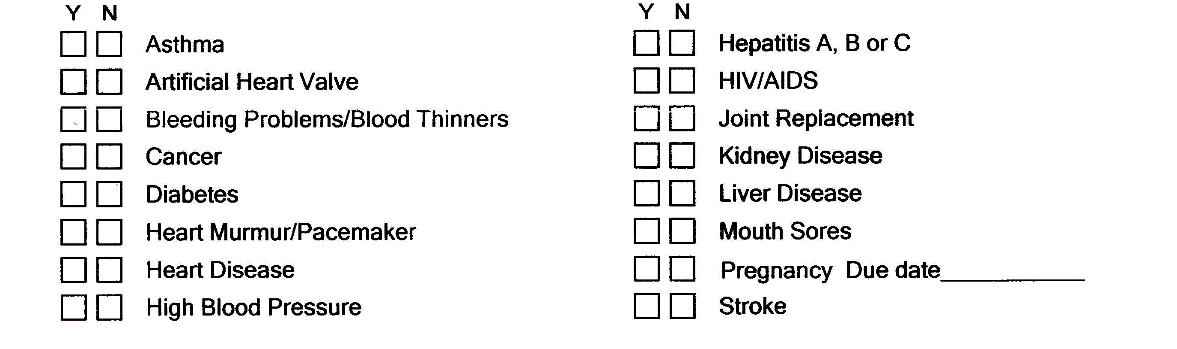 Y N
Asthma
Artificial Heart Valve
Bleeding Problems/Blood Thinners
Cancer
Diabetes
Heart Murmur/Pacemaker
Heart Disease
High Blood Pressure
Y N
Hepatitis A, B or C
HIV/AIDS
Joint Replacement
Kidney Disease
Liver Disease
Mouth Sores
Pregnancy Due date
Stroke